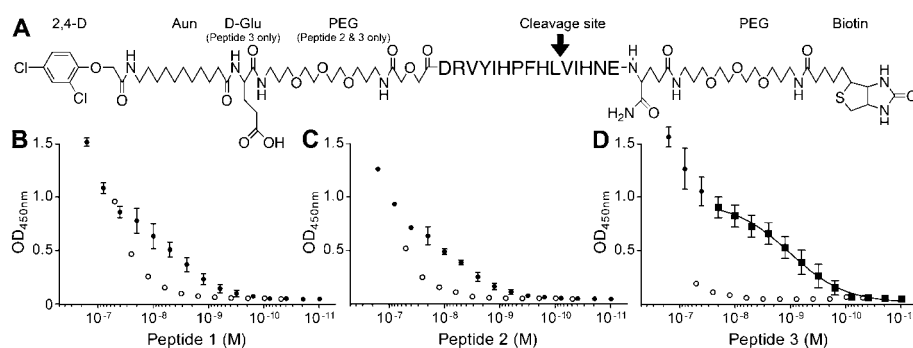 A 2,4-D Aun D-Glu PEG Cleavage site PEG Biotin
(Peptide 3 only) (Peptide 2 & 3 only)
Cl Cl O O H N O H N O N H O OH O O O N H O O O DRVYIHPFHLVIHNE H N O H2N N H O O O N H O S H N N H O
B
OD450nm
1.5
1.0
0.5
0
10-7 10-8 10-9 10-10 10-11
Peptide 1 (M)
C
1.5
1.0
0.5
0
10-7 10-8 10-9 10-10 10-11
Peptide 2 (M)
D
OD450nm
1.5
1.0
0.5
0
10-7 10-8 10-9 10-10 10-11
Peptide 3 (M)